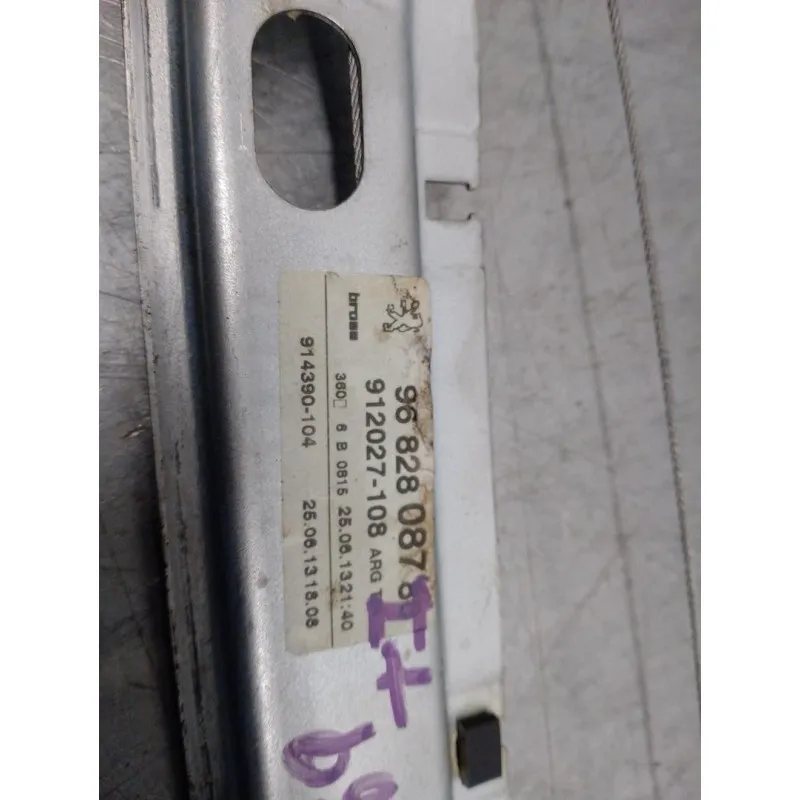 brose
96 828 087 8
912027-108 ARG
360□ 6 B 0815 25.06.13 21:40
914390-104 25.06.13 18.08
I+